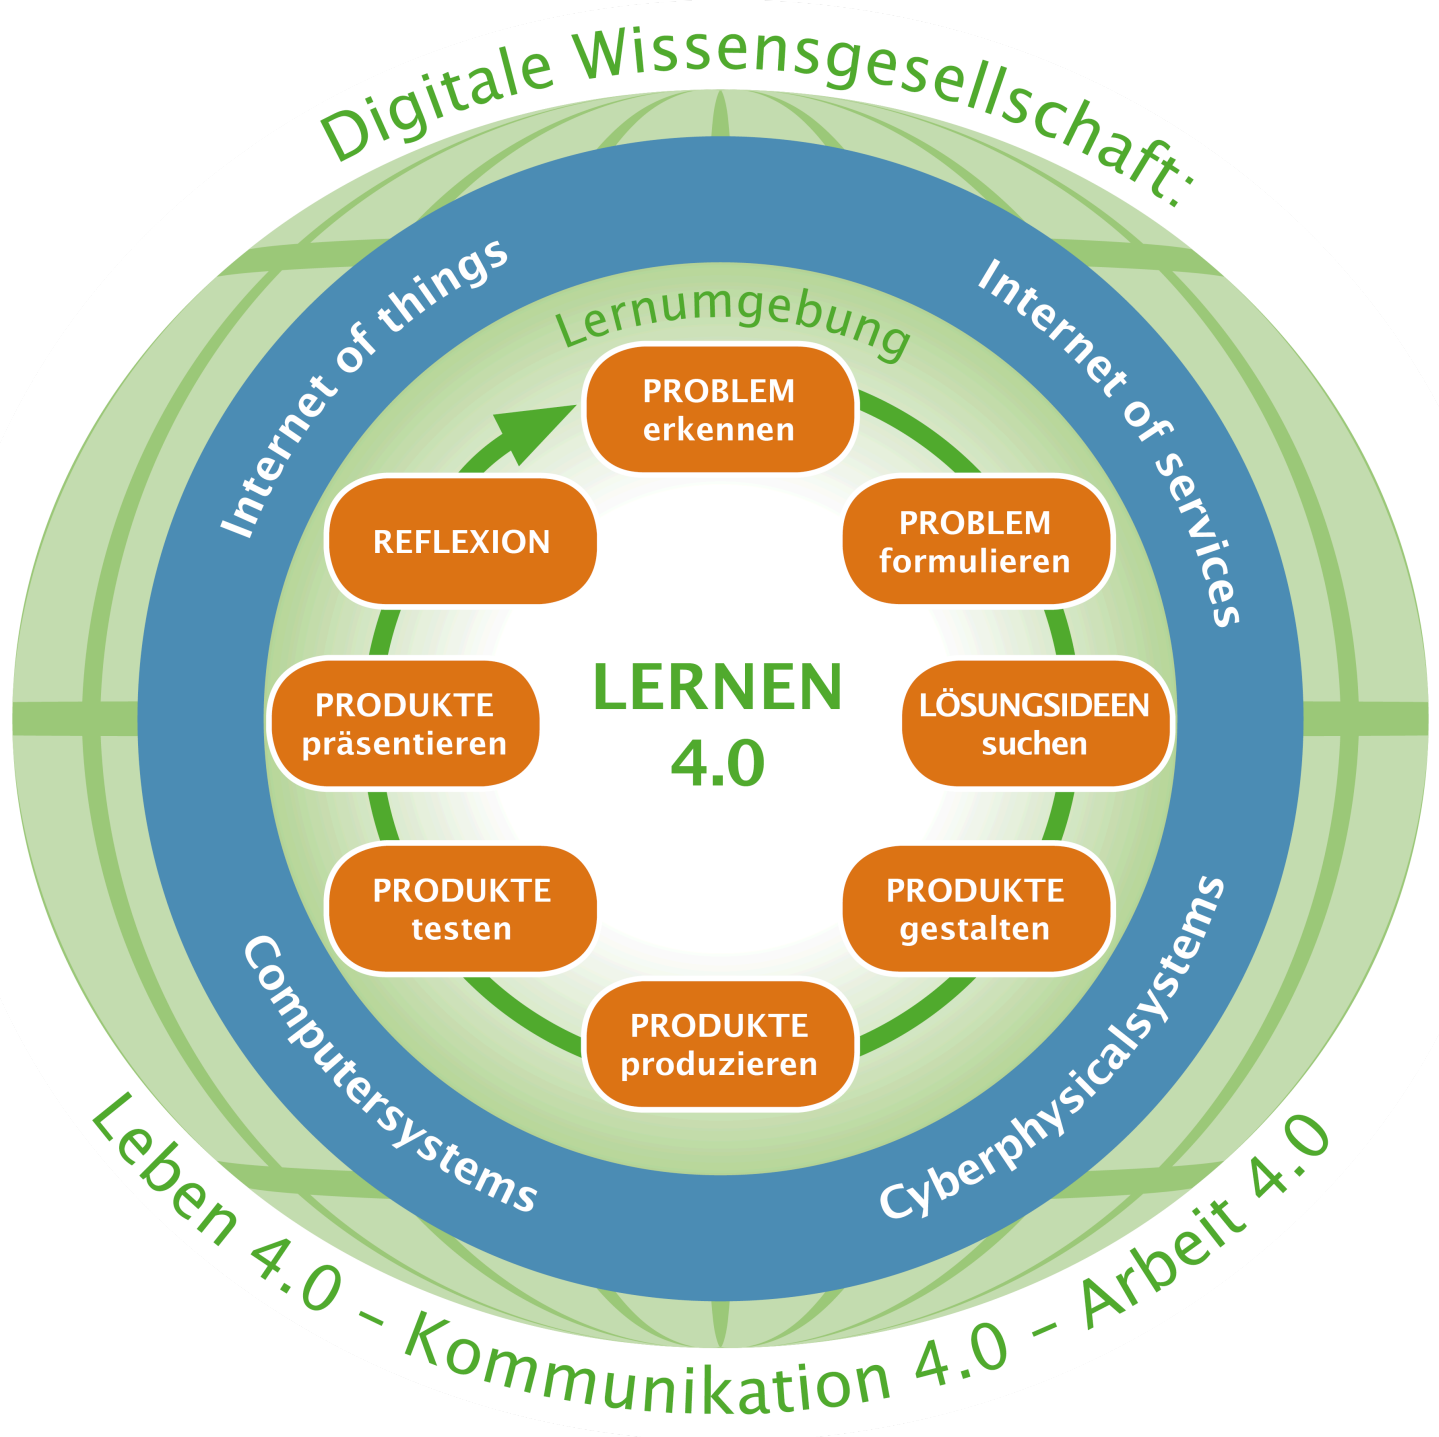 Digitale Wissensgesellschaft:
Internet of things
Internet of services
Lernumgebung
PROBLEM
erkennen
PROBLEM
formulieren
LÖSUNGSIDEEN
suchen
PRODUKTE
gestalten
PRODUKTE
produzieren
PRODUKTE
testen
PRODUKTE
präsentieren
REFLEXION
LERNEN
4.0
Computersystems
Cyberphysicalsystems
Leben 4.0 – Kommunikation 4.0 – Arbeit 4.0